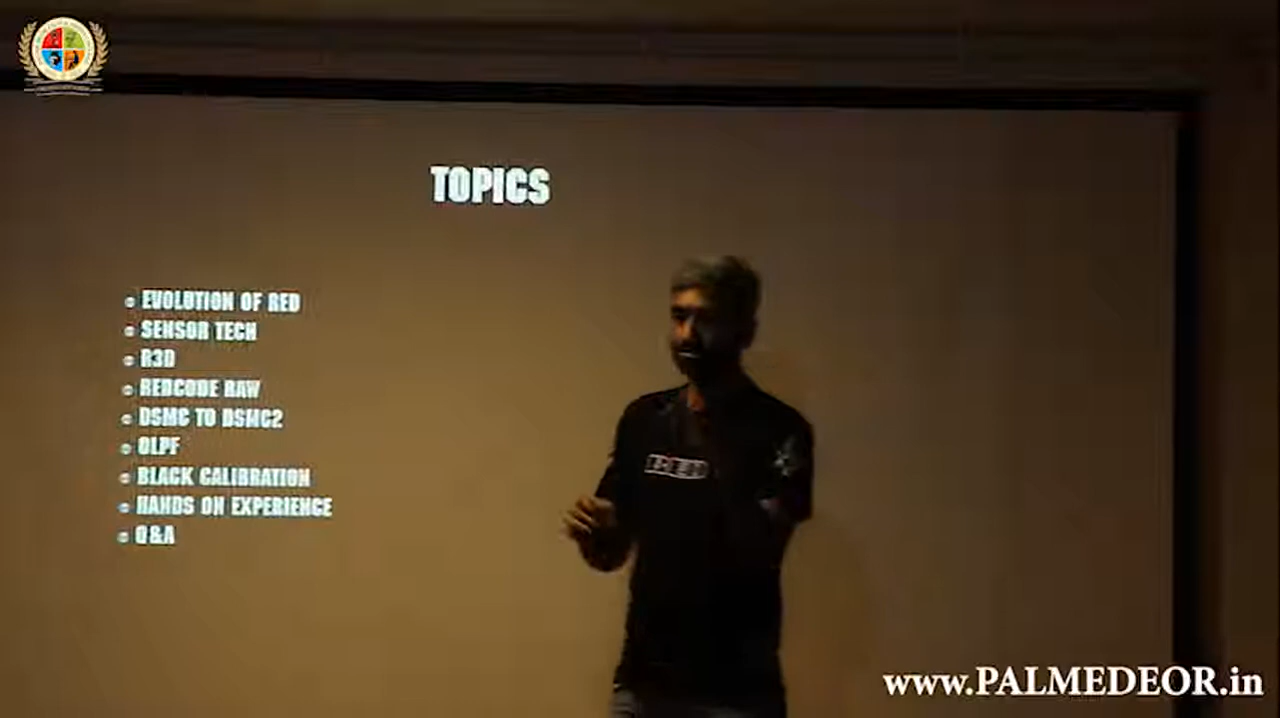 TOPICS
EVOLUTION OF RED
SENSOR TECH
R3D
REDCODE RAW
DSMC TO DSMC2
OLPF
BLACK CALIBRATION
HANDS ON EXPERIENCE
Q&A
RED
www.PALMEDEOR.in